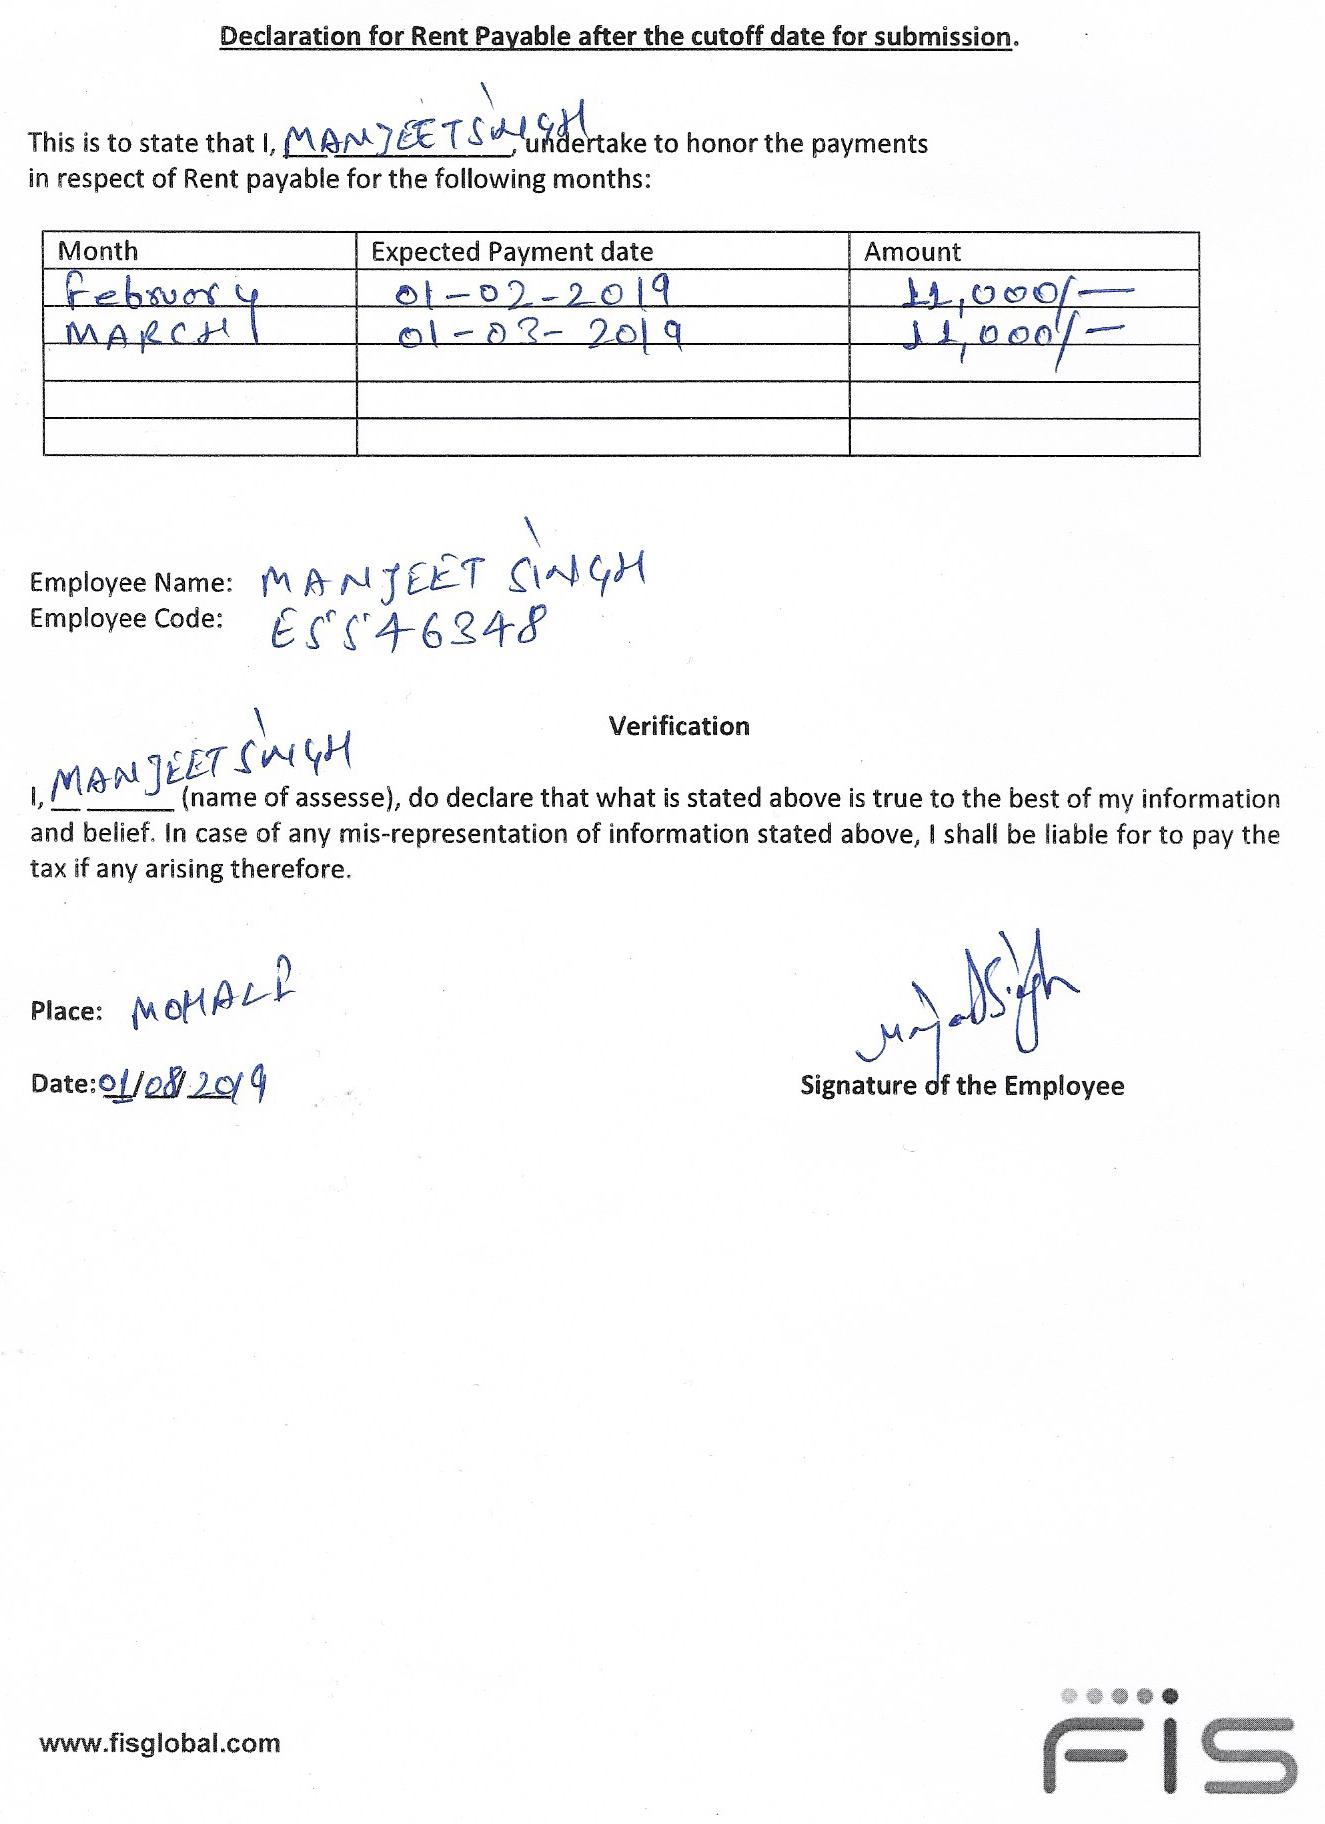 Declaration for Rent Payable after the cutoff date for submission.
This is to state that I, MANJEET SINGH, undertake to honor the payments
in respect of Rent payable for the following months:
Month Expected Payment date Amount
February 01-02-2019 11,000/-
MARCH 01-03-2019 11,000/-
Employee Name: MANJEET SINGH
Employee Code: E5546348
Verification
I, MANJEET SINGH (name of assesse), do declare that what is stated above is true to the best of my information
and belief. In case of any mis-representation of information stated above, I shall be liable for to pay the
tax if any arising therefore.
Place: MOHALI
Date: 01/08/2019
Manjeet Singh
Signature of the Employee
www.fisglobal.com
FIS